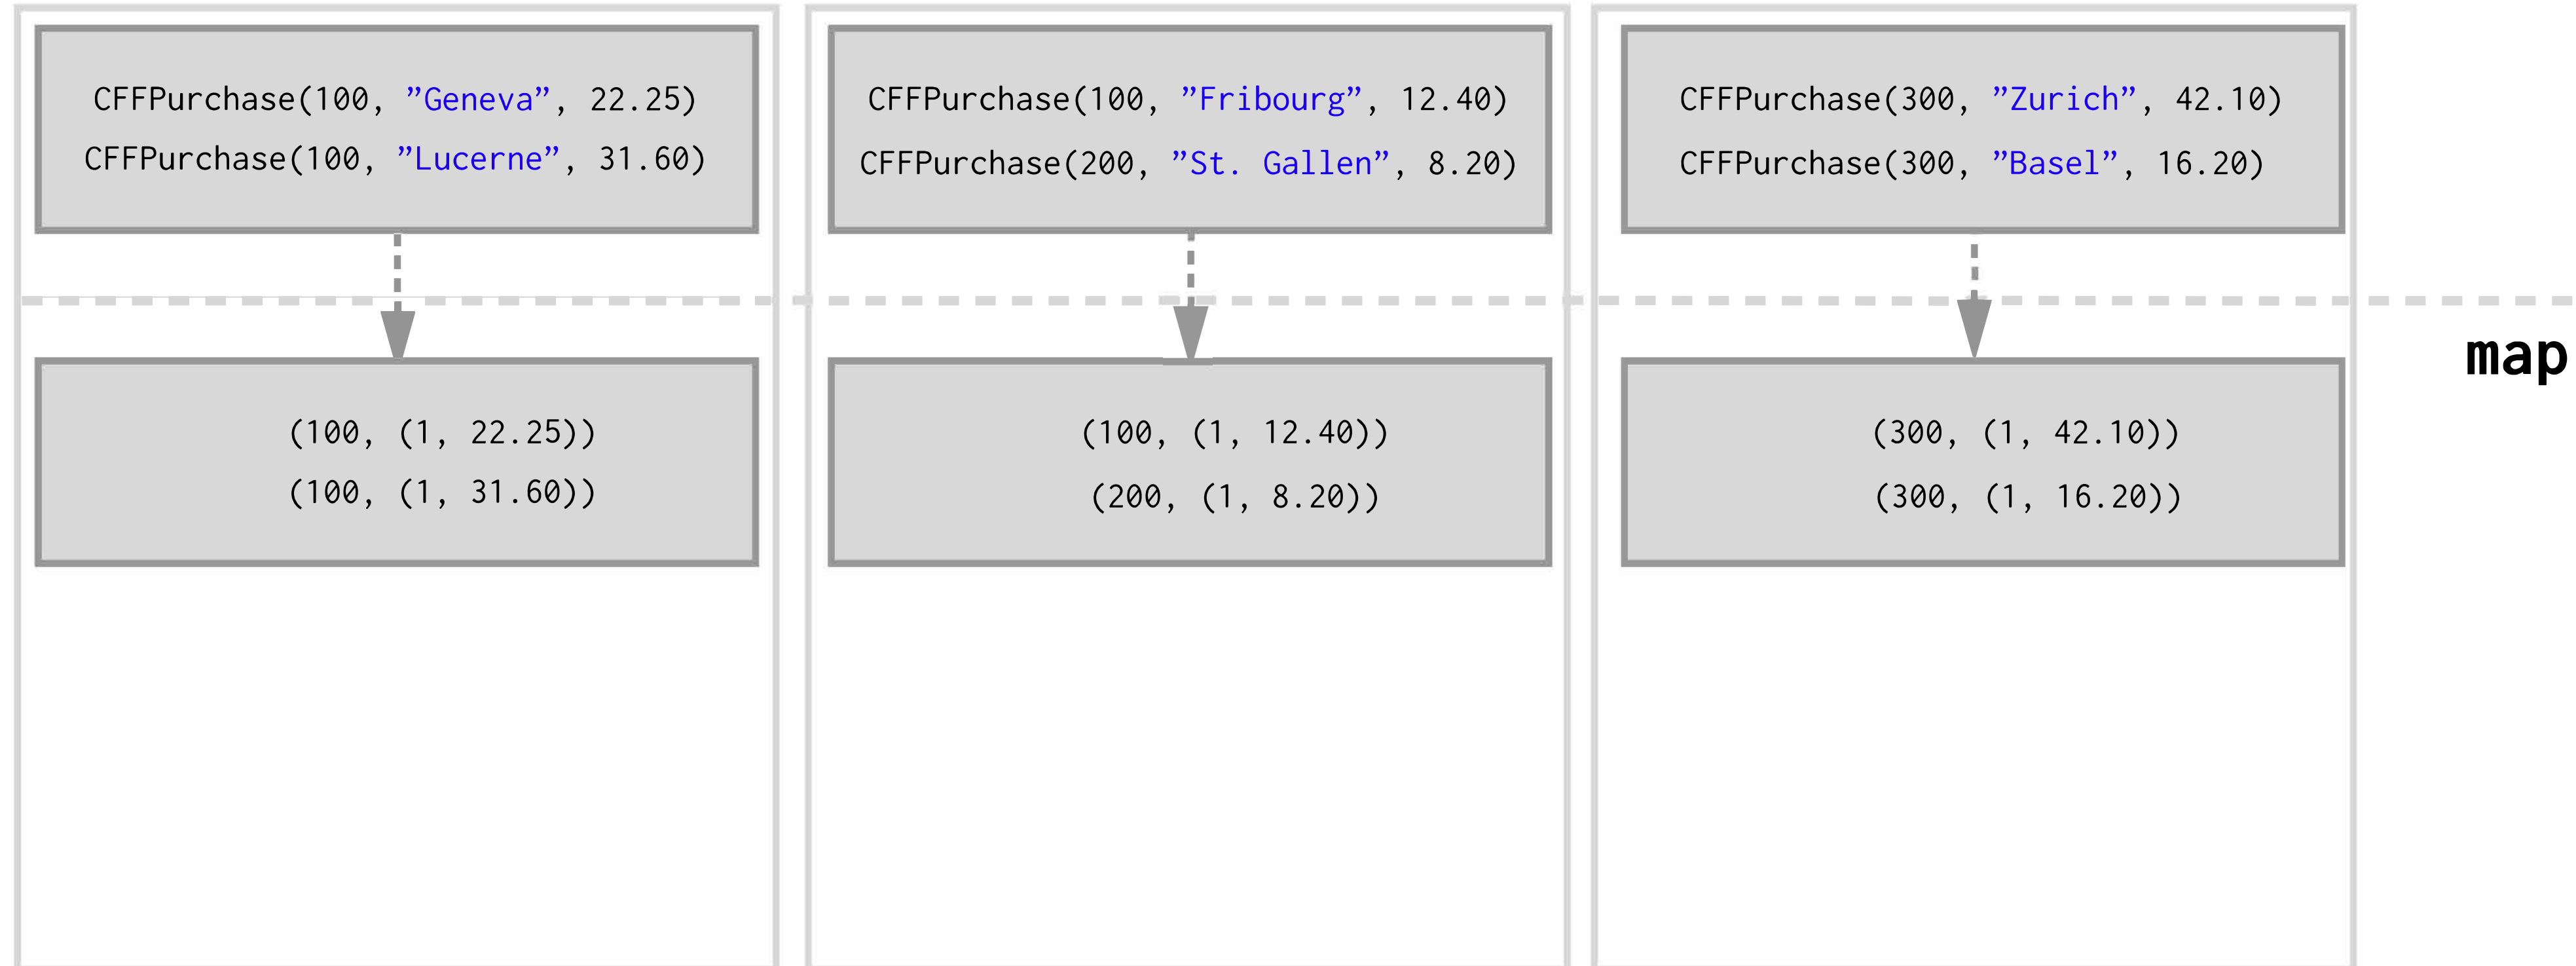 CFFPurchase(100, ”Geneva”, 22.25)
CFFPurchase(100, ”Lucerne”, 31.60)
CFFPurchase(100, ”Fribourg”, 12.40)
CFFPurchase(200, ”St. Gallen”, 8.20)
CFFPurchase(300, ”Zurich”, 42.10)
CFFPurchase(300, ”Basel”, 16.20)
map
(100, (1, 22.25))
(100, (1, 31.60))
(100, (1, 12.40))
(200, (1, 8.20))
(300, (1, 42.10))
(300, (1, 16.20))